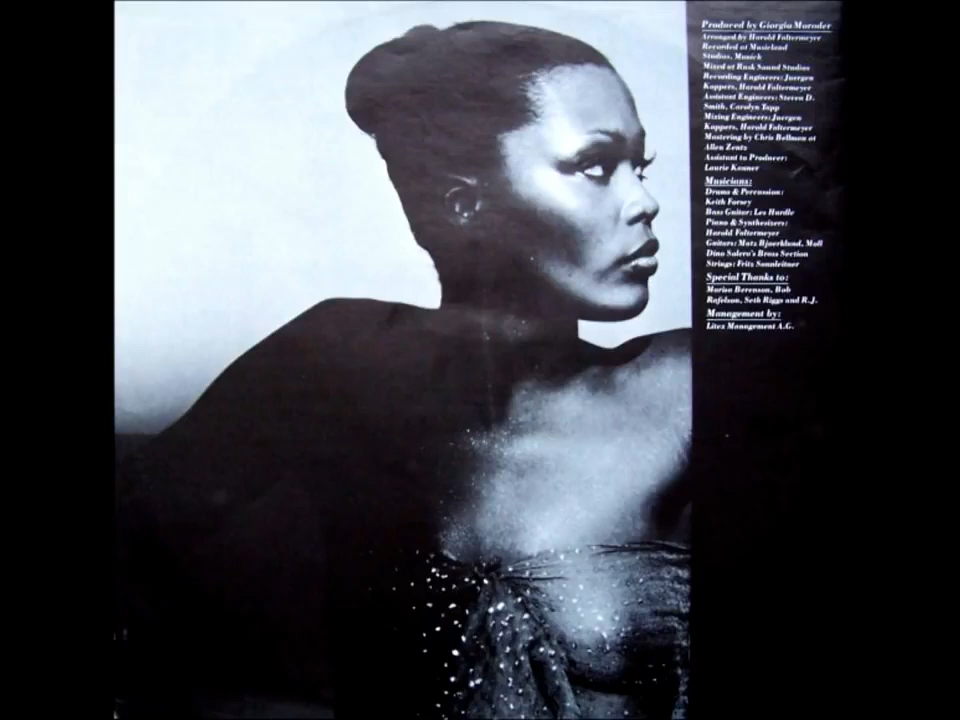 Produced by Giorgio Moroder
Arranged by Harold Faltermeyer
Recorded at Musicland
Studios, Munich
Mixed at Rusk Sound Studios
Recording Engineers: Juergen
Koppers, Harold Faltermeyer
Assistant Engineers: Steven D.
Smith, Carolyn Tapp
Mixing Engineers: Juergen
Koppers, Harold Faltermeyer
Mastering by Chris Bellman at
Allen Zentz
Assistant to Producer:
Laurie Kanner
Musicians:
Drums & Percussion:
Keith Forsey
Bass Guitar: Les Hurdle
Piano & Synthesizers:
Harold Faltermeyer
Guitars: Mats Bjoerklund, Moll
Dino Solera's Brass Section
Strings: Fritz Sonnleitner
Special Thanks to:
Marisa Berenson, Bob
Rafelson, Seth Riggs and R.J.
Management by:
Litex Management A.G.